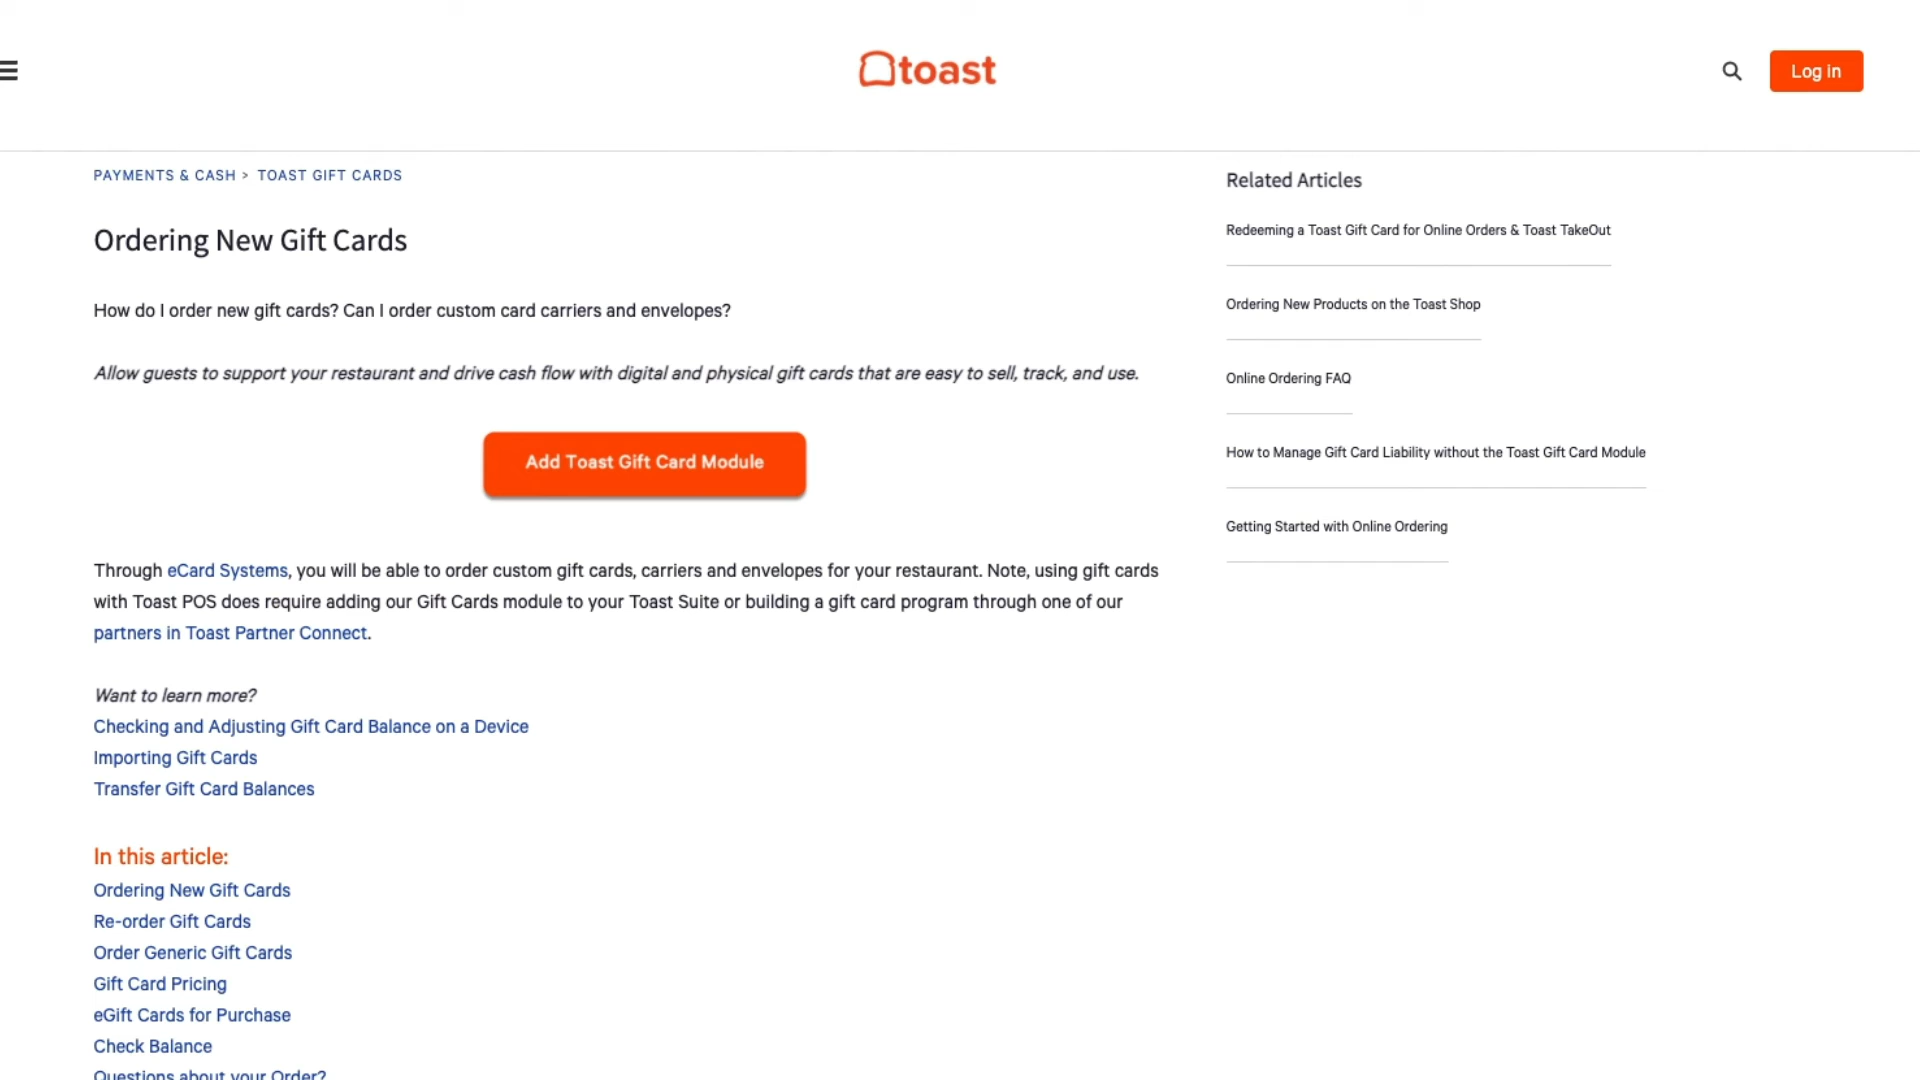 toast
Log in
PAYMENTS & CASH > TOAST GIFT CARDS
Ordering New Gift Cards
How do I order new gift cards? Can I order custom card carriers and envelopes?
Allow guests to support your restaurant and drive cash flow with digital and physical gift cards that are easy to sell, track, and use.
Add Toast Gift Card Module
Through eCard Systems, you will be able to order custom gift cards, carriers and envelopes for your restaurant. Note, using gift cards
with Toast POS does require adding our Gift Cards module to your Toast Suite or building a gift card program through one of our
partners in Toast Partner Connect.
Want to learn more?
Checking and Adjusting Gift Card Balance on a Device
Importing Gift Cards
Transfer Gift Card Balances
In this article:
Ordering New Gift Cards
Re-order Gift Cards
Order Generic Gift Cards
Gift Card Pricing
eGift Cards for Purchase
Check Balance
Questions about your Order?
Related Articles
Redeeming a Toast Gift Card for Online Orders & Toast TakeOut
Ordering New Products on the Toast Shop
Online Ordering FAQ
How to Manage Gift Card Liability without the Toast Gift Card Module
Getting Started with Online Ordering